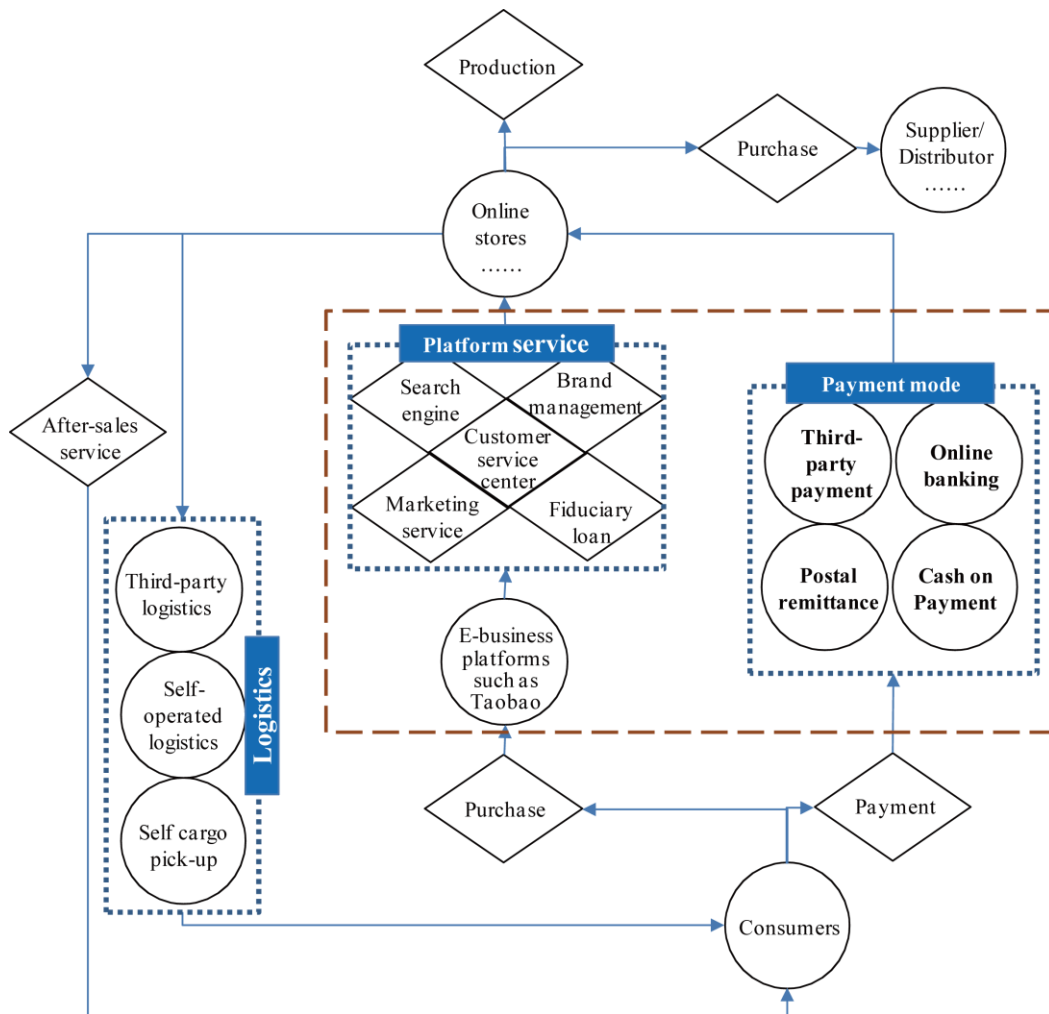 Production
Purchase
Supplier/
Distributor
……
Online
stores
……
Platform service
Search
engine
Brand
management
Customer
service
center
Marketing
service
Fiduciary
loan
Payment mode
Third-
party
payment
Online
banking
Postal
remittance
Cash on
Payment
After-sales
service
Third-party
logistics
Self-
operated
logistics
Self cargo
pick-up
Logistics
E-business
platforms
such as
Taobao
Purchase
Payment
Consumers